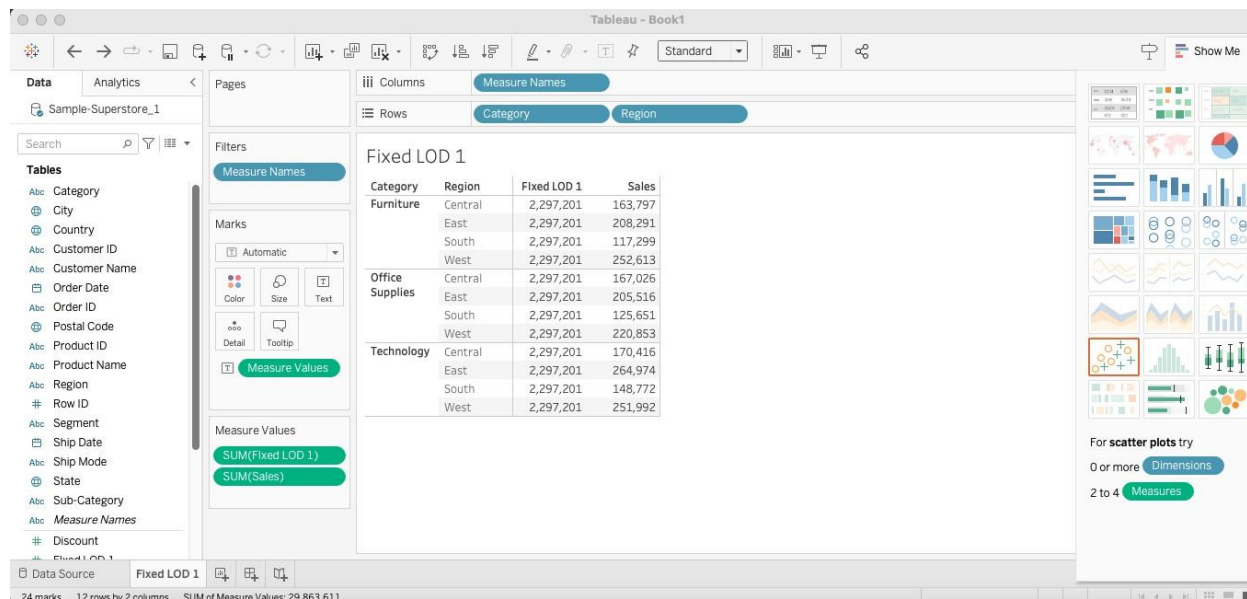 Tableau - Book1
Standard
Show Me
Data
Analytics
Pages
Columns
Measure Names
Sample-Superstore_1
Rows
Category
Region
Search
Filters
Measure Names
Fixed LOD 1
Tables
Abc Category
City
Country
Abc Customer ID
Abc Customer Name
Order Date
Abc Order ID
Postal Code
Abc Product ID
Abc Product Name
Abc Region
# Row ID
Abc Segment
Ship Date
Abc Ship Mode
State
Abc Sub-Category
Abc Measure Names
# Discount
# Fixed LOD 1
Marks
T Automatic
Color Size Text
Detail Tooltip
T Measure Values
Measure Values
SUM(FIxed LOD 1)
SUM(Sales)
Category Region FIxed LOD 1 Sales
Furniture Central 2,297,201 163,797
East 2,297,201 208,291
South 2,297,201 117,299
West 2,297,201 252,613
Office Supplies Central 2,297,201 167,026
East 2,297,201 205,516
South 2,297,201 125,651
West 2,297,201 220,853
Technology Central 2,297,201 170,416
East 2,297,201 264,974
South 2,297,201 148,772
West 2,297,201 251,992
For scatter plots try
0 or more Dimensions
2 to 4 Measures
Data Source
Fixed LOD 1
24 marks 12 rows by 2 columns SUM of Measure Values: 29,863,611